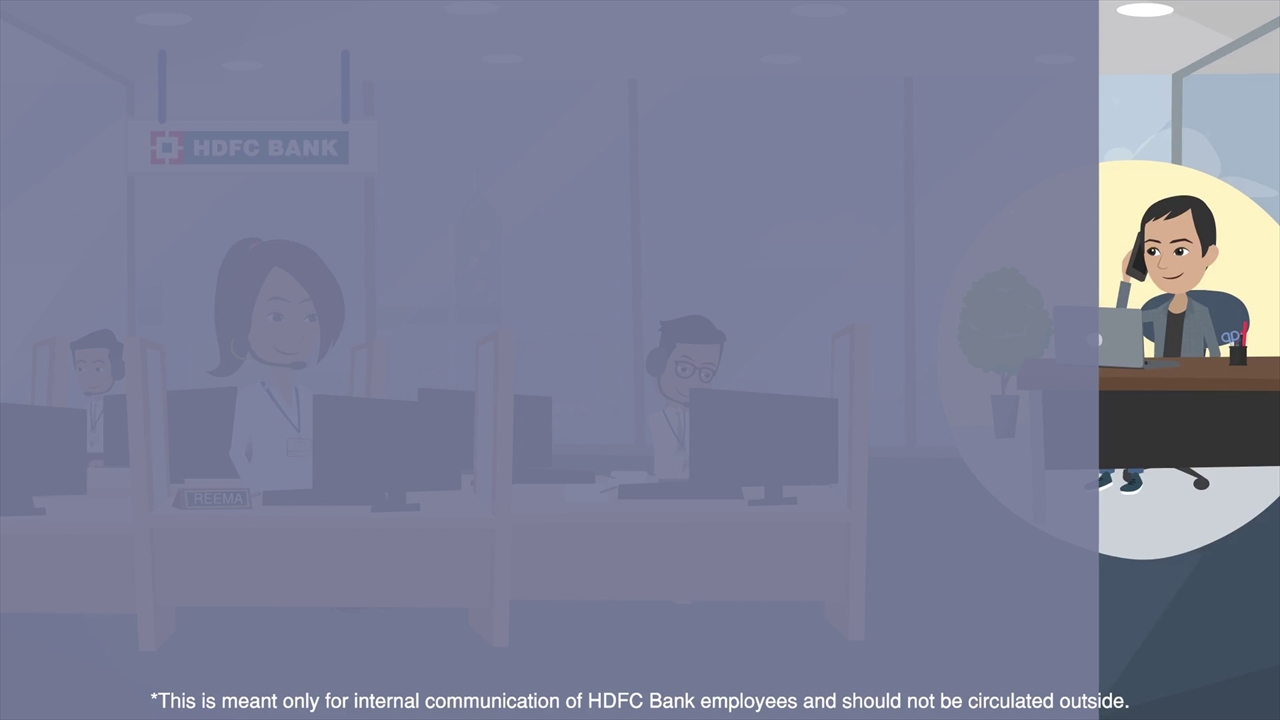 HDFC BANK
REEMA
*This is meant only for internal communication of HDFC Bank employees and should not be circulated outside.